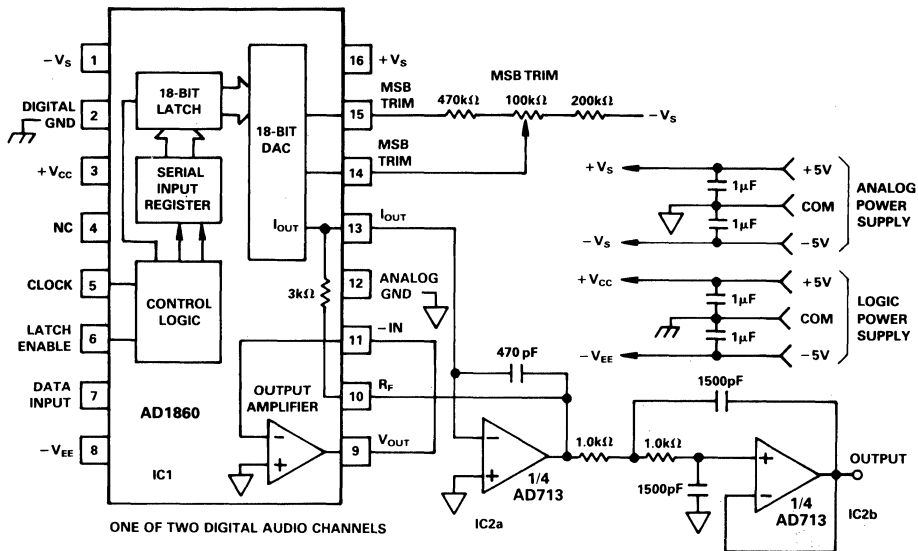 − VS
1
DIGITAL
GND
2
+ VCC
3
NC
4
CLOCK
5
LATCH
ENABLE
6
DATA
INPUT
7
− VEE
8
18-BIT
LATCH
SERIAL
INPUT
REGISTER
CONTROL
LOGIC
AD1860
IC1
18-BIT
DAC
IOUT
3kΩ
OUTPUT
AMPLIFIER
−
+
16
+ VS
15
MSB
TRIM
14
MSB
TRIM
13
IOUT
12
ANALOG
GND
11
− IN
10
RF
9
VOUT
470kΩ
MSB TRIM
100kΩ
200kΩ
− VS
+ VS
1µF
1µF
− VS
+5V
COM
−5V
ANALOG
POWER
SUPPLY
+ VCC
1µF
1µF
− VEE
+5V
COM
−5V
LOGIC
POWER
SUPPLY
470 pF
−
+
1/4
AD713
IC2a
1.0kΩ
1.0kΩ
1500pF
1500pF
+
−
1/4
AD713
IC2b
OUTPUT
ONE OF TWO DIGITAL AUDIO CHANNELS